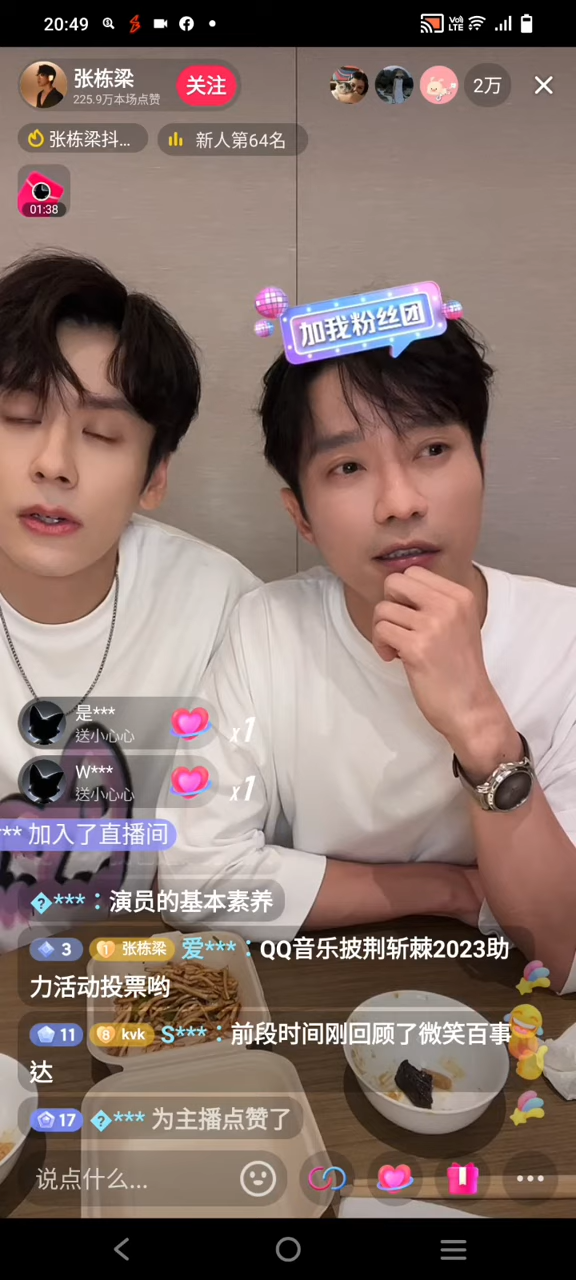 20:49
VoLTE
张栋梁
225.9万本场点赞
关注
2万
张栋梁抖...
新人第64名
01:38
加我粉丝团
是***
送小心心
x1
W***
送小心心
x1
*** 加入了直播间
�***：演员的基本素养
3 1 张栋梁 爱***：QQ音乐披荆斩棘2023助
力活动投票哟
11 8 kvk S***：前段时间刚回顾了微笑百事
达
17 �*** 为主播点赞了
说点什么...